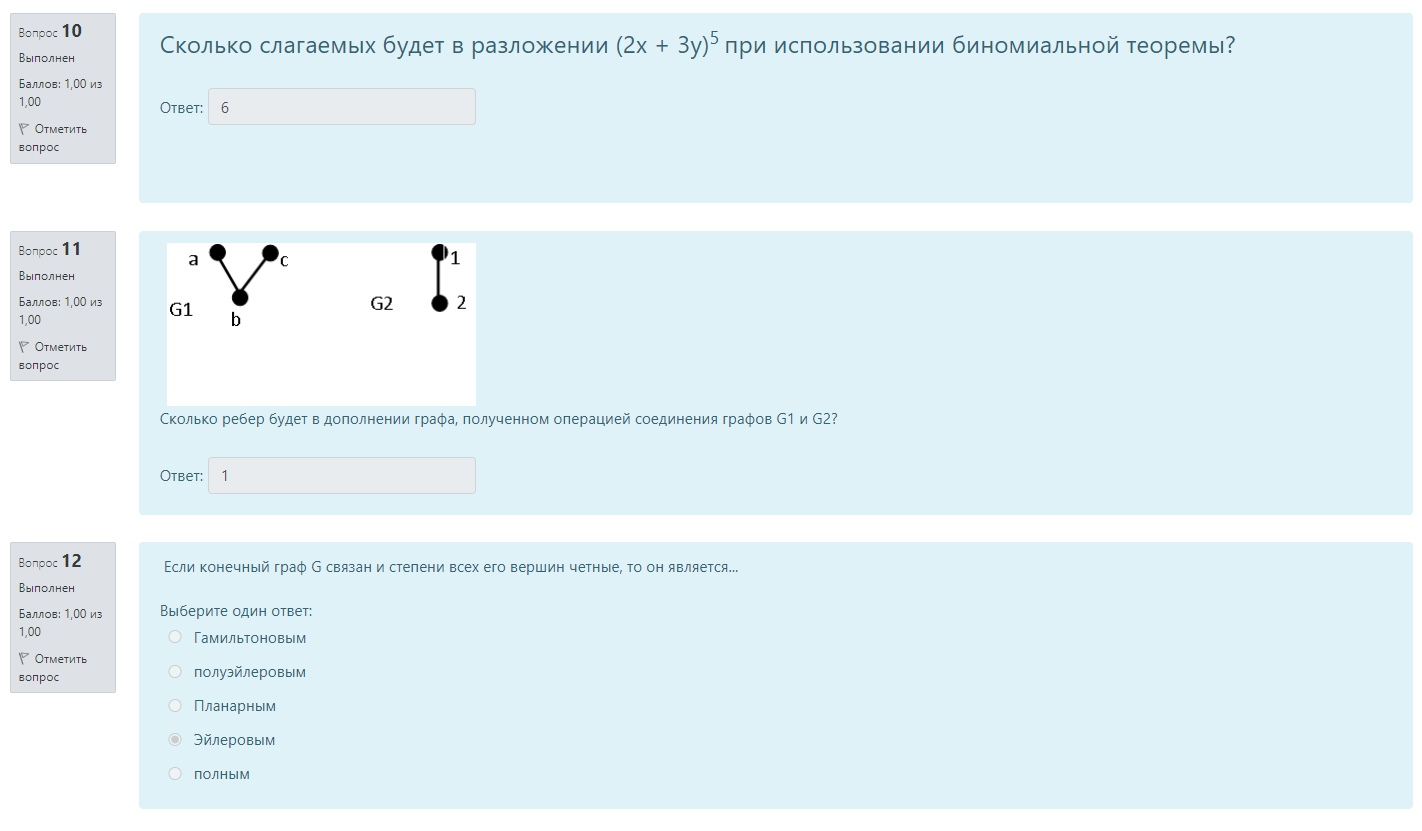 Вопрос 10
Выполнен
Баллов: 1,00 из
1,00
Отметить
вопрос
Сколько слагаемых будет в разложении (2x + 3y)⁵ при использовании биномиальной теоремы?
Ответ: 6
Вопрос 11
Выполнен
Баллов: 1,00 из
1,00
Отметить
вопрос
a c 1
G1 b G2 2
Сколько ребер будет в дополнении графа, полученном операцией соединения графов G1 и G2?
Ответ: 1
Вопрос 12
Выполнен
Баллов: 1,00 из
1,00
Отметить
вопрос
Если конечный граф G связан и степени всех его вершин четные, то он является...
Выберите один ответ:
Гамильтоновым
полуэйлеровым
Планарным
Эйлеровым
полным